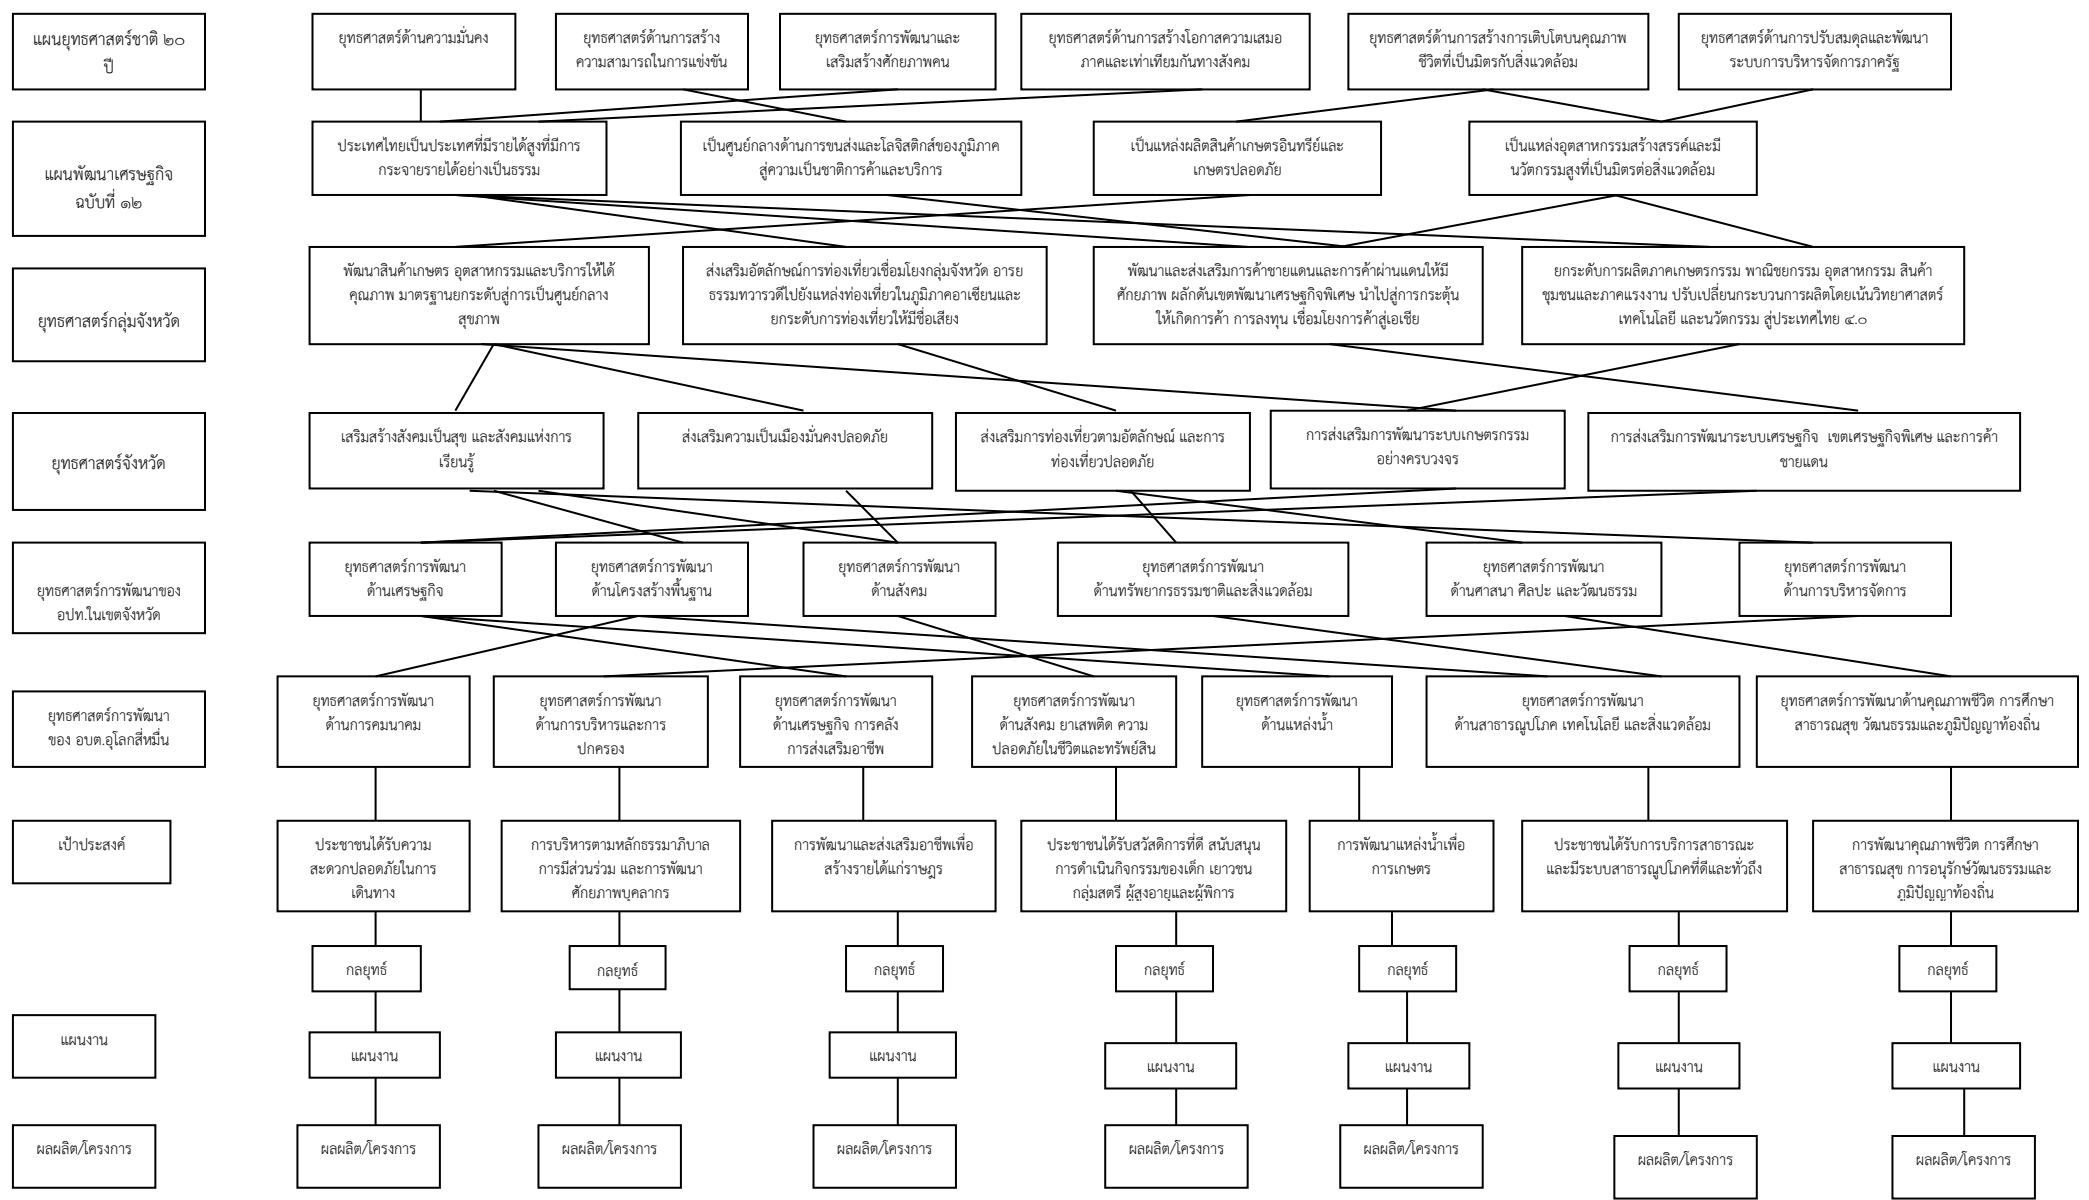 แผนยุทธศาสตร์ชาติ ๒๐
ปี
ยุทธศาสตร์ด้านความมั่นคง
ยุทธศาสตร์ด้านการสร้าง
ความสามารถในการแข่งขัน
ยุทธศาสตร์การพัฒนาและ
เสริมสร้างศักยภาพคน
ยุทธศาสตร์ด้านการสร้างโอกาสความเสมอ
ภาคและเท่าเทียมกันทางสังคม
ยุทธศาสตร์ด้านการสร้างการเติบโตบนคุณภาพ
ชีวิตที่เป็นมิตรกับสิ่งแวดล้อม
ยุทธศาสตร์ด้านการปรับสมดุลและพัฒนา
ระบบการบริหารจัดการภาครัฐ
แผนพัฒนาเศรษฐกิจ
ฉบับที่ ๑๒
ประเทศไทยเป็นประเทศที่มีรายได้สูงที่มีการ
กระจายรายได้อย่างเป็นธรรม
เป็นศูนย์กลางด้านการขนส่งและโลจิสติกส์ของภูมิภาค
สู่ความเป็นชาติการค้าและบริการ
เป็นแหล่งผลิตสินค้าเกษตรอินทรีย์และ
เกษตรปลอดภัย
เป็นแหล่งอุตสาหกรรมสร้างสรรค์และมี
นวัตกรรมสูงที่เป็นมิตรต่อสิ่งแวดล้อม
ยุทธศาสตร์กลุ่มจังหวัด
พัฒนาสินค้าเกษตร อุตสาหกรรมและบริการให้ได้
คุณภาพ มาตรฐานยกระดับสู่การเป็นศูนย์กลาง
สุขภาพ
ส่งเสริมอัตลักษณ์การท่องเที่ยวเชื่อมโยงกลุ่มจังหวัด อารย
ธรรมทวารวดีไปยังแหล่งท่องเที่ยวในภูมิภาคอาเซียนและ
ยกระดับการท่องเที่ยวให้มีชื่อเสียง
พัฒนาและส่งเสริมการค้าชายแดนและการค้าผ่านแดนให้มี
ศักยภาพ ผลักดันเขตพัฒนาเศรษฐกิจพิเศษ นำไปสู่การกระตุ้น
ให้เกิดการค้า การลงทุน เชื่อมโยงการค้าสู่เอเชีย
ยกระดับการผลิตภาคเกษตรกรรม พาณิชยกรรม อุตสาหกรรม สินค้า
ชุมชนและภาคแรงงาน ปรับเปลี่ยนกระบวนการผลิตโดยเน้นวิทยาศาสตร์
เทคโนโลยี และนวัตกรรม สู่ประเทศไทย ๔.๐
ยุทธศาสตร์จังหวัด
เสริมสร้างสังคมเป็นสุข และสังคมแห่งการ
เรียนรู้
ส่งเสริมความเป็นเมืองมั่นคงปลอดภัย
ส่งเสริมการท่องเที่ยวตามอัตลักษณ์ และการ
ท่องเที่ยวปลอดภัย
การส่งเสริมการพัฒนาระบบเกษตรกรรม
อย่างครบวงจร
การส่งเสริมการพัฒนาระบบเศรษฐกิจ เขตเศรษฐกิจพิเศษ และการค้า
ชายแดน
ยุทธศาสตร์การพัฒนาของ
อปท.ในเขตจังหวัด
ยุทธศาสตร์การพัฒนา
ด้านเศรษฐกิจ
ยุทธศาสตร์การพัฒนา
ด้านโครงสร้างพื้นฐาน
ยุทธศาสตร์การพัฒนา
ด้านสังคม
ยุทธศาสตร์การพัฒนา
ด้านทรัพยากรธรรมชาติและสิ่งแวดล้อม
ยุทธศาสตร์การพัฒนา
ด้านศาสนา ศิลปะ และวัฒนธรรม
ยุทธศาสตร์การพัฒนา
ด้านการบริหารจัดการ
ยุทธศาสตร์การพัฒนา
ของ อบต.อุโลกสี่หมื่น
ยุทธศาสตร์การพัฒนา
ด้านการคมนาคม
ยุทธศาสตร์การพัฒนา
ด้านการบริหารและการ
ปกครอง
ยุทธศาสตร์การพัฒนา
ด้านเศรษฐกิจ การคลัง
การส่งเสริมอาชีพ
ยุทธศาสตร์การพัฒนา
ด้านสังคม ยาเสพติด ความ
ปลอดภัยในชีวิตและทรัพย์สิน
ยุทธศาสตร์การพัฒนา
ด้านแหล่งน้ำ
ยุทธศาสตร์การพัฒนา
ด้านสาธารณูปโภค เทคโนโลยี และสิ่งแวดล้อม
ยุทธศาสตร์การพัฒนาด้านคุณภาพชีวิต การศึกษา
สาธารณสุข วัฒนธรรมและภูมิปัญญาท้องถิ่น
เป้าประสงค์
ประชาชนได้รับความ
สะดวกปลอดภัยในการ
เดินทาง
การบริหารตามหลักธรรมาภิบาล
การมีส่วนร่วม และการพัฒนา
ศักยภาพบุคลากร
การพัฒนาและส่งเสริมอาชีพเพื่อ
สร้างรายได้แก่ราษฎร
ประชาชนได้รับสวัสดิการที่ดี สนับสนุน
การดำเนินกิจกรรมของเด็ก เยาวชน
กลุ่มสตรี ผู้สูงอายุและผู้พิการ
การพัฒนาแหล่งน้ำเพื่อ
การเกษตร
ประชาชนได้รับการบริการสาธารณะ
และมีระบบสาธารณูปโภคที่ดีและทั่วถึง
การพัฒนาคุณภาพชีวิต การศึกษา
สาธารณสุข การอนุรักษ์วัฒนธรรมและ
ภูมิปัญญาท้องถิ่น
กลยุทธ์
กลยุทธ์
กลยุทธ์
กลยุทธ์
กลยุทธ์
กลยุทธ์
กลยุทธ์
แผนงาน
แผนงาน
แผนงาน
แผนงาน
แผนงาน
แผนงาน
แผนงาน
แผนงาน
ผลผลิต/โครงการ
ผลผลิต/โครงการ
ผลผลิต/โครงการ
ผลผลิต/โครงการ
ผลผลิต/โครงการ
ผลผลิต/โครงการ
ผลผลิต/โครงการ
ผลผลิต/โครงการ